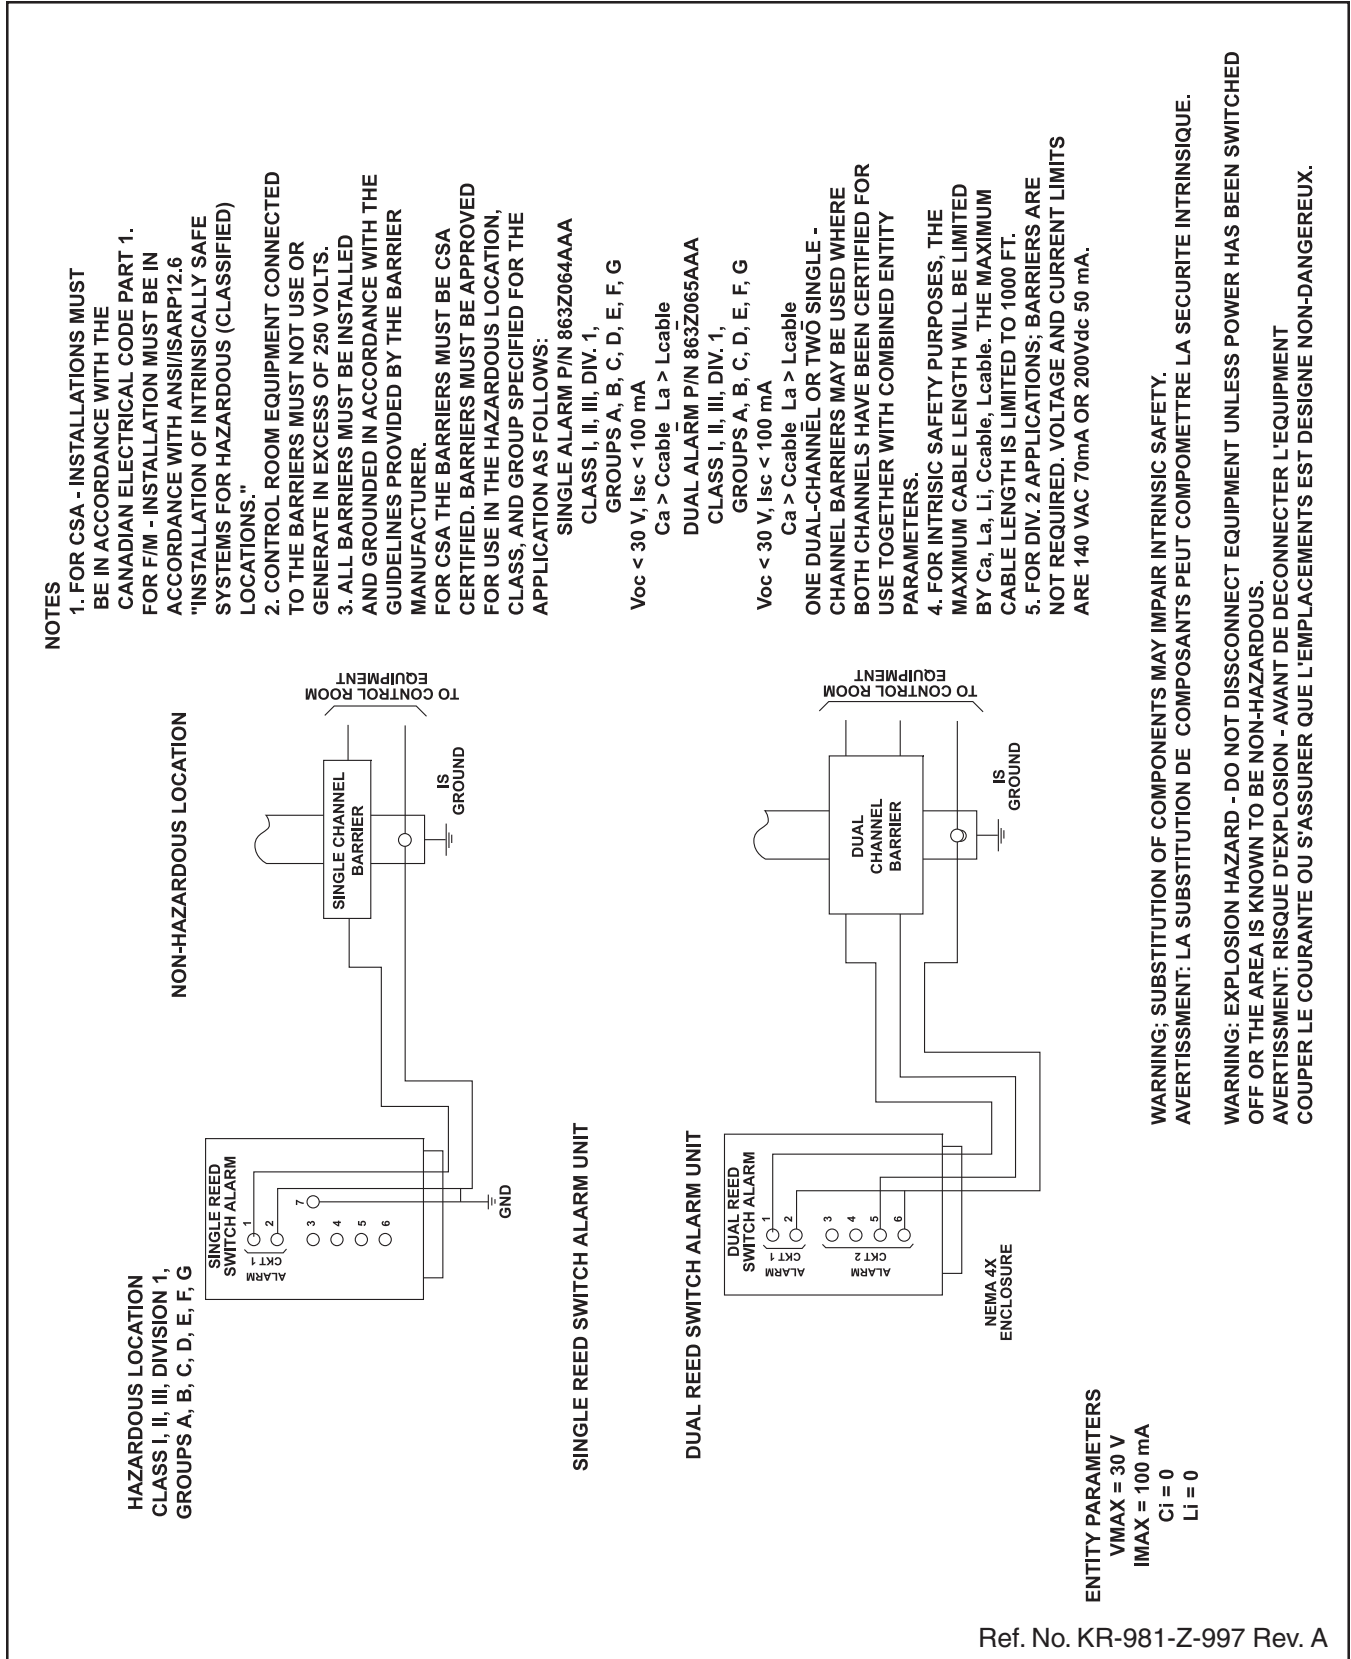 HAZARDOUS LOCATION
CLASS I, II, III, DIVISION 1,
GROUPS A, B, C, D, E, F, G
NON-HAZARDOUS LOCATION
SINGLE REED
SWITCH ALARM
ALARM
CKT 1
1
2
3
4
5
6
7
GND
SINGLE CHANNEL
BARRIER
IS
GROUND
TO CONTROL ROOM
EQUIPMENT
SINGLE REED SWITCH ALARM UNIT
DUAL REED SWITCH ALARM UNIT
DUAL REED
SWITCH ALARM
ALARM
CKT 1
ALARM
CKT 2
1
2
3
4
5
6
NEMA 4X
ENCLOSURE
DUAL
CHANNEL
BARRIER
IS
GROUND
TO CONTROL ROOM
EQUIPMENT
ENTITY PARAMETERS
VMAX = 30 V
IMAX = 100 mA
Ci = 0
Li = 0
NOTES
1. FOR CSA - INSTALLATIONS MUST
BE IN ACCORDANCE WITH THE
CANADIAN ELECTRICAL CODE PART 1.
FOR F/M - INSTALLATION MUST BE IN
ACCORDANCE WITH ANSI/ISARP12.6
"INSTALLATION OF INTRINSICALLY SAFE
SYSTEMS FOR HAZARDOUS (CLASSIFIED)
LOCATIONS."
2. CONTROL ROOM EQUIPMENT CONNECTED
TO THE BARRIERS MUST NOT USE OR
GENERATE IN EXCESS OF 250 VOLTS.
3. ALL BARRIERS MUST BE INSTALLED
AND GROUNDED IN ACCORDANCE WITH THE
GUIDELINES PROVIDED BY THE BARRIER
MANUFACTURER.
FOR CSA THE BARRIERS MUST BE CSA
CERTIFIED. BARRIERS MUST BE APPROVED
FOR USE IN THE HAZARDOUS LOCATION,
CLASS, AND GROUP SPECIFIED FOR THE
APPLICATION AS FOLLOWS:
SINGLE ALARM P/N 863Z064AAA
CLASS I, II, III, DIV. 1,
GROUPS A, B, C, D, E, F, G
Voc < 30 V, Isc < 100 mA
Ca > Ccable La > Lcable
DUAL ALARM P/N 863Z065AAA
CLASS I, II, III, DIV. 1,
GROUPS A, B, C, D, E, F, G
Voc < 30 V, Isc < 100 mA
Ca > Ccable La > Lcable
ONE DUAL-CHANNEL OR TWO SINGLE -
CHANNEL BARRIERS MAY BE USED WHERE
BOTH CHANNELS HAVE BEEN CERTIFIED FOR
USE TOGETHER WITH COMBINED ENTITY
PARAMETERS.
4. FOR INTRISIC SAFETY PURPOSES, THE
MAXIMUM CABLE LENGTH WILL BE LIMITED
BY Ca, La, Li, Ccable, Lcable. THE MAXIMUM
CABLE LENGTH IS LIMITED TO 1000 FT.
5. FOR DIV. 2 APPLICATIONS; BARRIERS ARE
NOT REQUIRED. VOLTAGE AND CURRENT LIMITS
ARE 140 VAC 70mA OR 200Vdc 50 mA.
WARNING; SUBSTITUTION OF COMPONENTS MAY IMPAIR INTRINSIC SAFETY.
AVERTISSMENT: LA SUBSTITUTION DE COMPOSANTS PEUT COMPOMETTRE LA SECURITE INTRINSIQUE.
WARNING: EXPLOSION HAZARD - DO NOT DISSCONNECT EQUIPMENT UNLESS POWER HAS BEEN SWITCHED
OFF OR THE AREA IS KNOWN TO BE NON-HAZARDOUS.
AVERTISSMENT: RISQUE D'EXPLOSION - AVANT DE DECONNECTER L'EQUIPMENT
COUPER LE COURANTE OU S'ASSURER QUE L'EMPLACEMENTS EST DESIGNE NON-DANGEREUX.
Ref. No. KR-981-Z-997 Rev. A